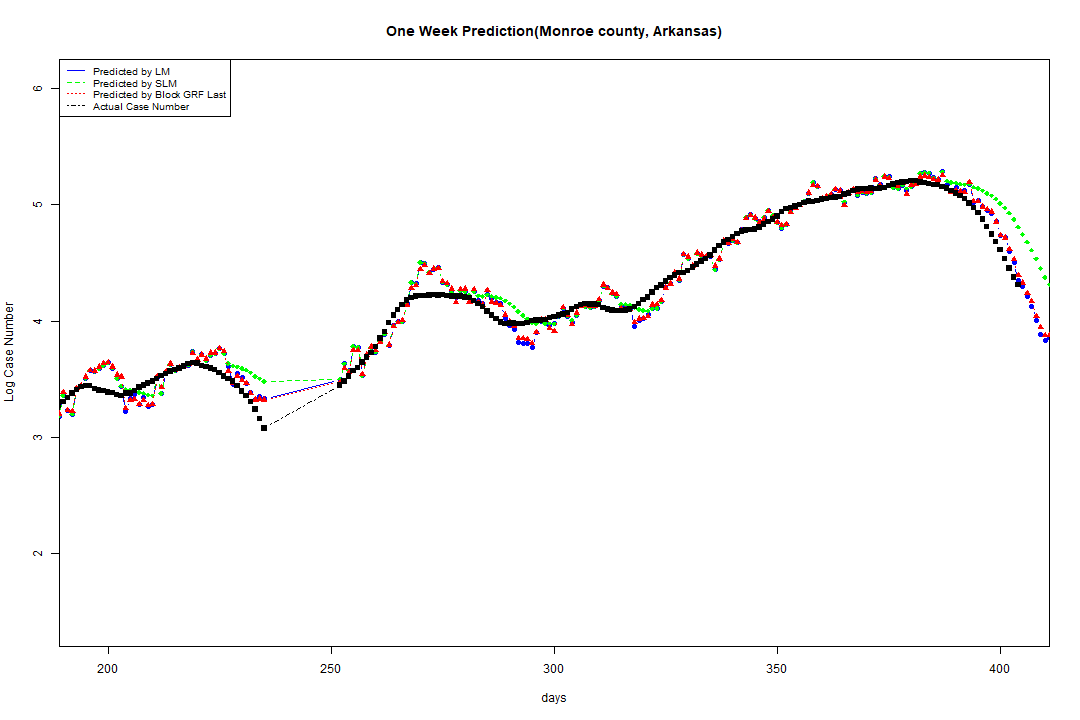 One Week Prediction(Monroe county, Arkansas)
Predicted by LM
Predicted by SLM
Predicted by Block GRF Last
Actual Case Number
6
5
4
3
2
Log Case Number
200 250 300 350 400
days